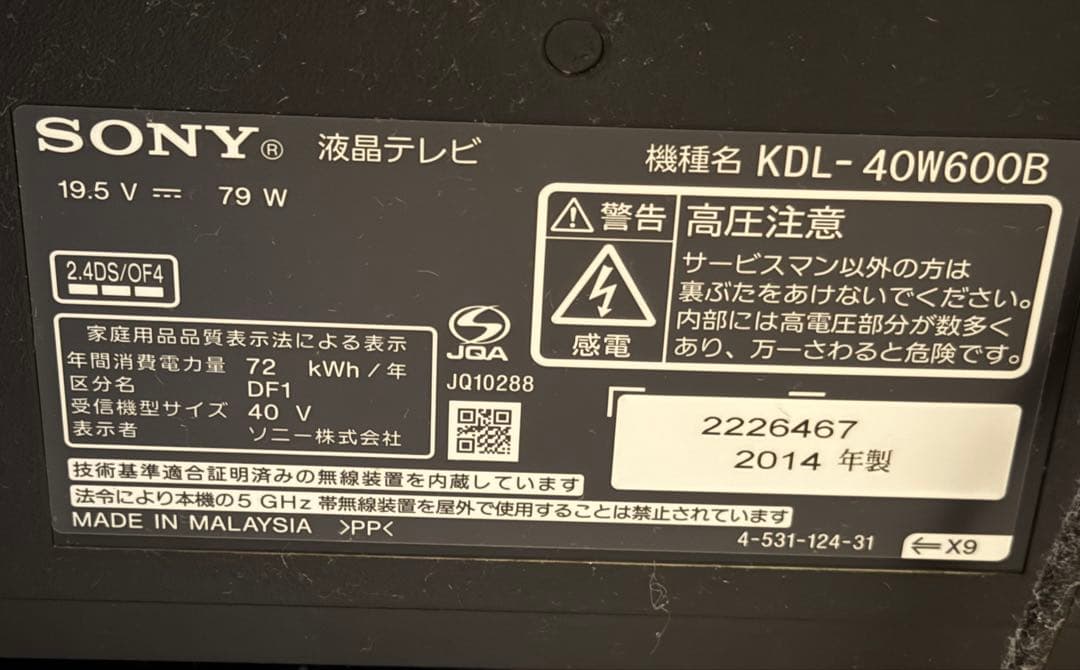 SONY® 液晶テレビ
機種名 KDL-40W600B
19.5 V ⎓ 79 W
2.4DS/OF4
家庭用品品質表示法による表示
年間消費電力量 72 kWh/年
区分名 DF1
受信機型サイズ 40 V
表示者 ソニー株式会社
JQA
JQ10288
警告 高圧注意
感電
サービスマン以外の方は
裏ぶたをあけないでください。
内部には高電圧部分が数多く
あり、万一さわると危険です。
2226467
2014 年製
技術基準適合証明済みの無線装置を内蔵しています
法令により本機の5 GHz 帯無線装置を屋外で使用することは禁止されています
MADE IN MALAYSIA >PP<
4-531-124-31
⇐X9